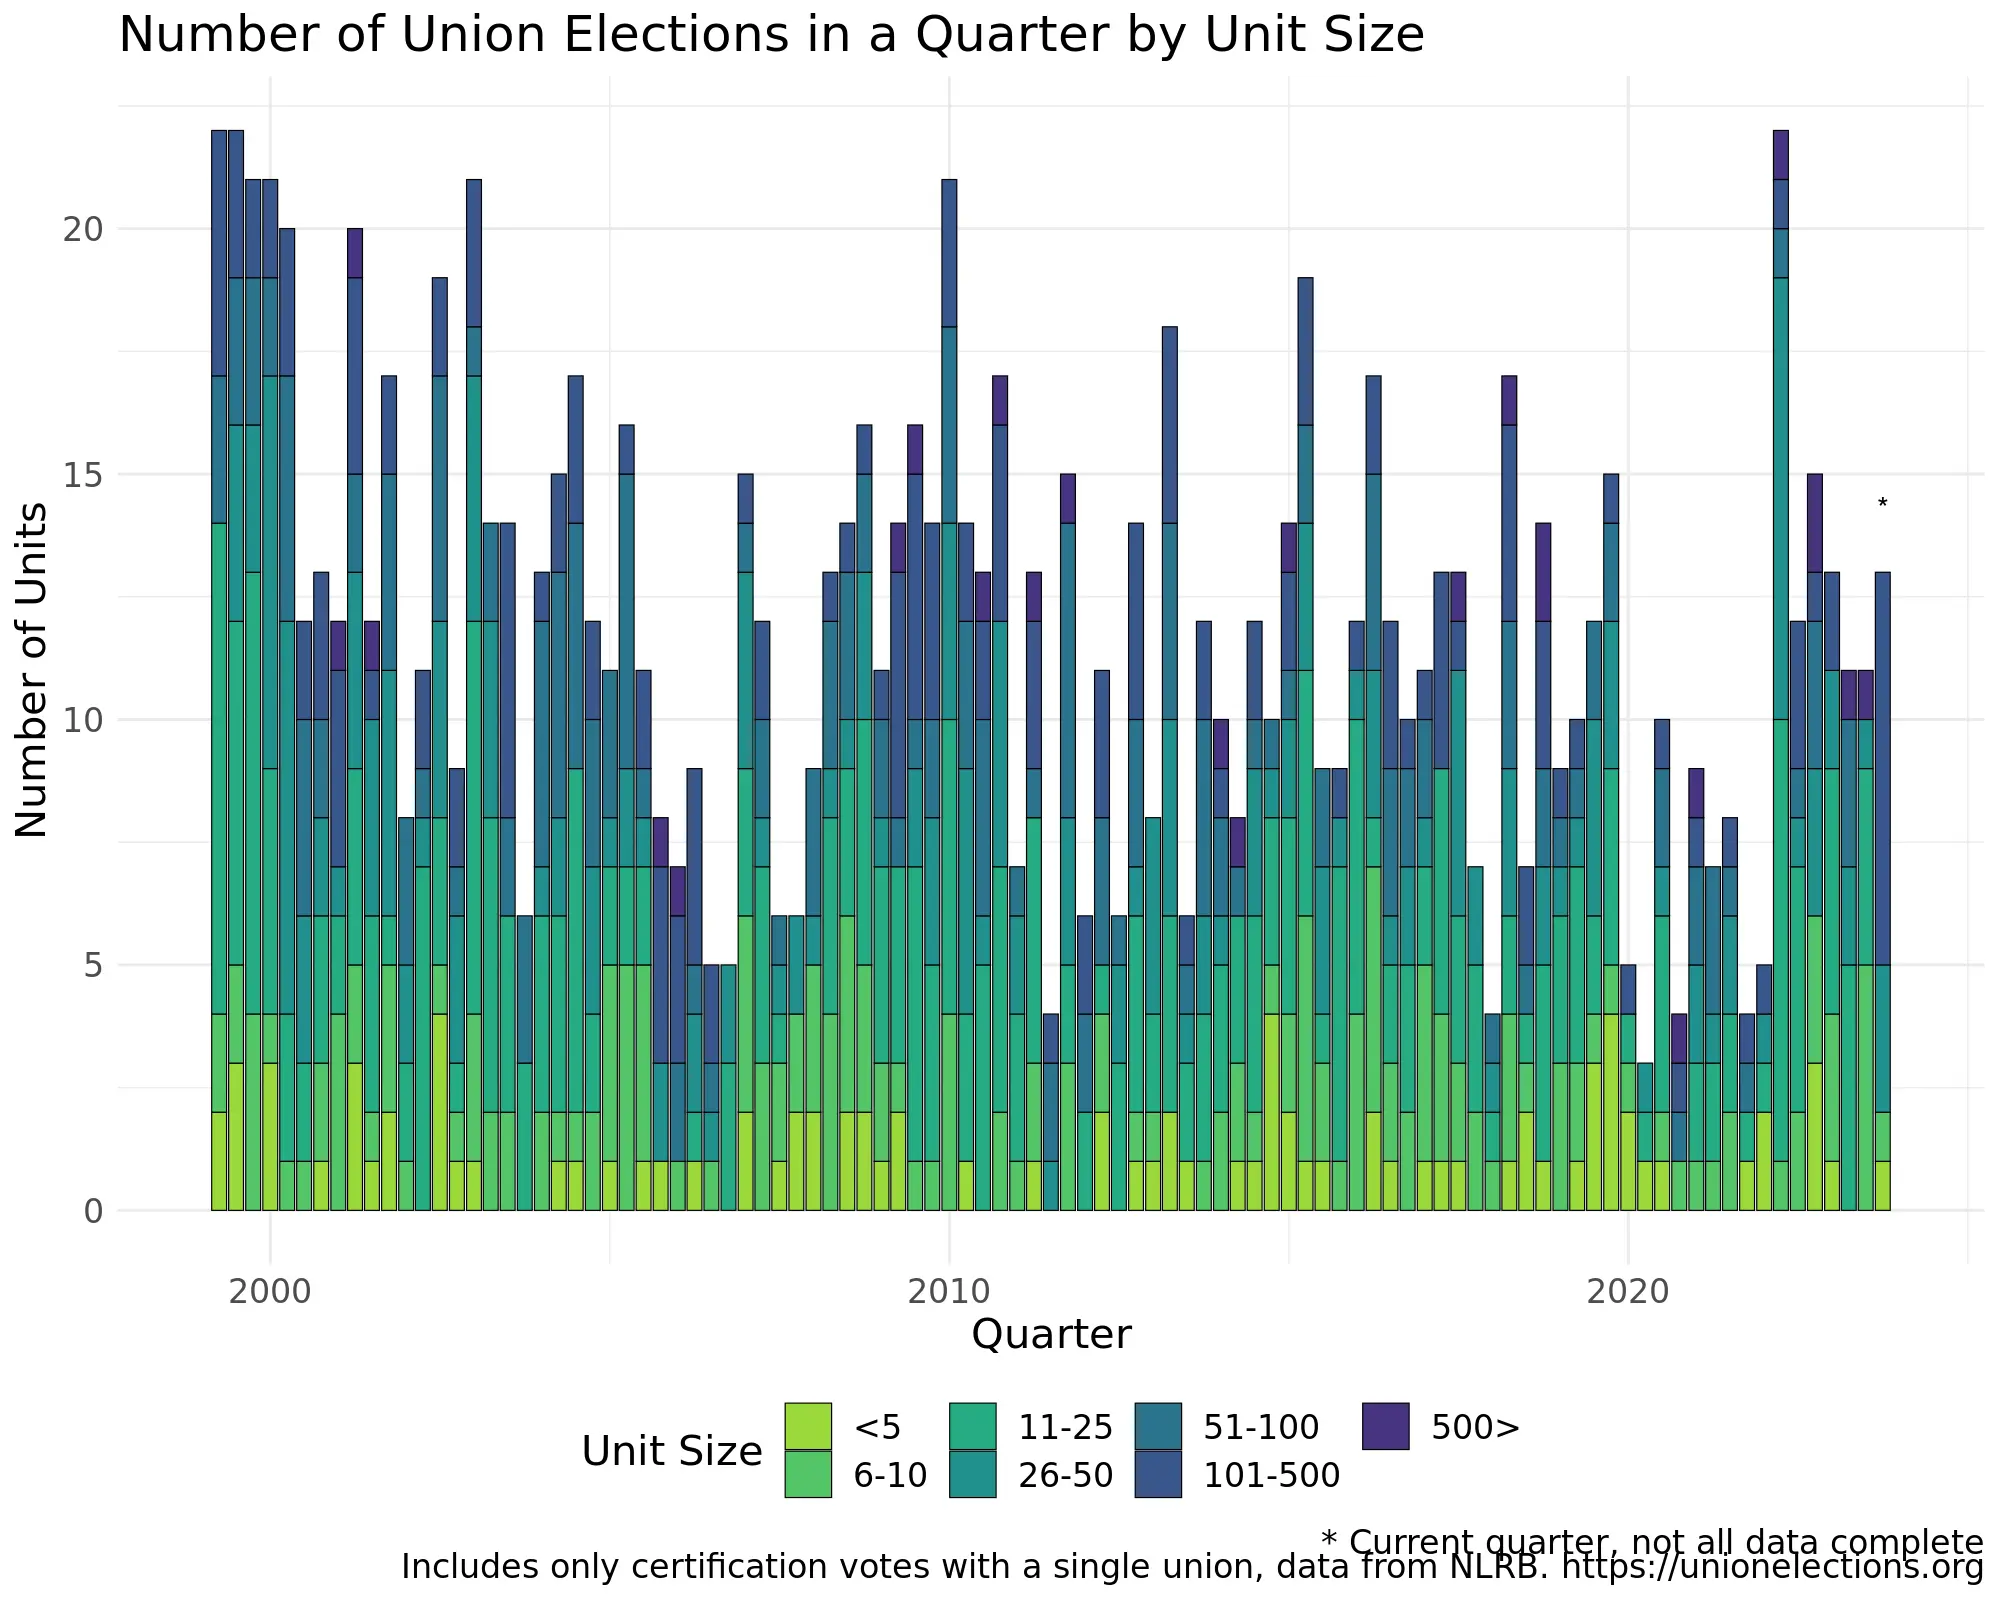 Number of Union Elections in a Quarter by Unit Size
Number of Units
20
15
10
5
0
*
2000 2010 2020
Quarter
Unit Size
<5 11-25 51-100 500>
6-10 26-50 101-500
* Current quarter, not all data complete
Includes only certification votes with a single union, data from NLRB. https://unionelections.org